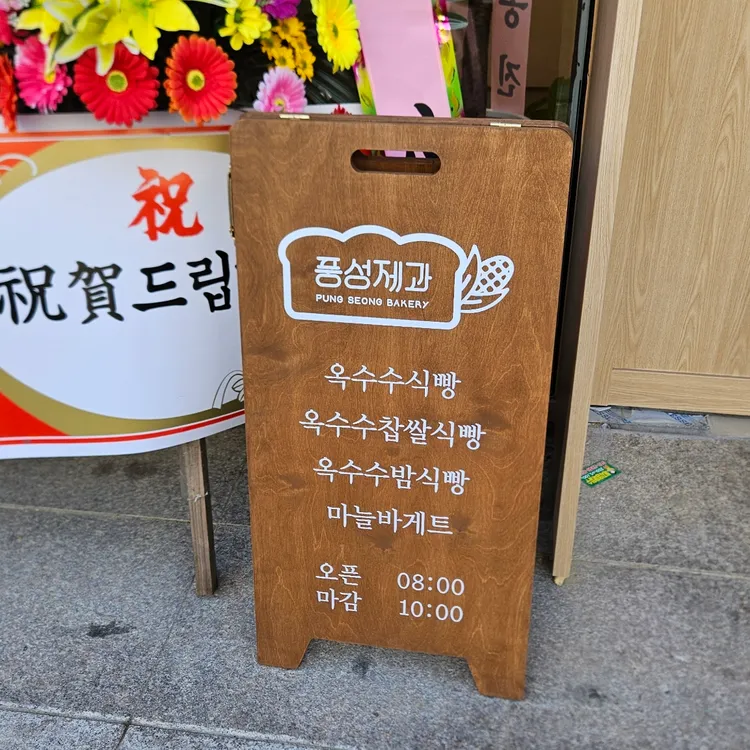 祝
祝賀드립
풍성제과
PUNG SEONG BAKERY
옥수수식빵
옥수수찹쌀식빵
옥수수밤식빵
마늘바게트
오픈 08:00
마감 10:00